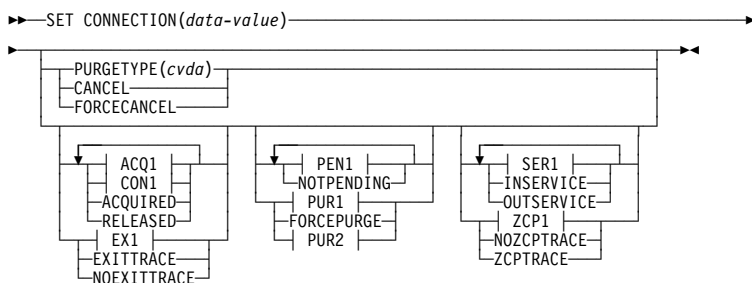 SET CONNECTION(data-value)
PURGETYPE(cvda)
CANCEL
FORCECANCEL
ACQ1
CON1
ACQUIRED
RELEASED
EX1
EXITTRACE
NOEXITTRACE
PEN1
NOTPENDING
PUR1
FORCEPURGE
PUR2
SER1
INSERVICE
OUTSERVICE
ZCP1
NOZCPTRACE
ZCPTRACE